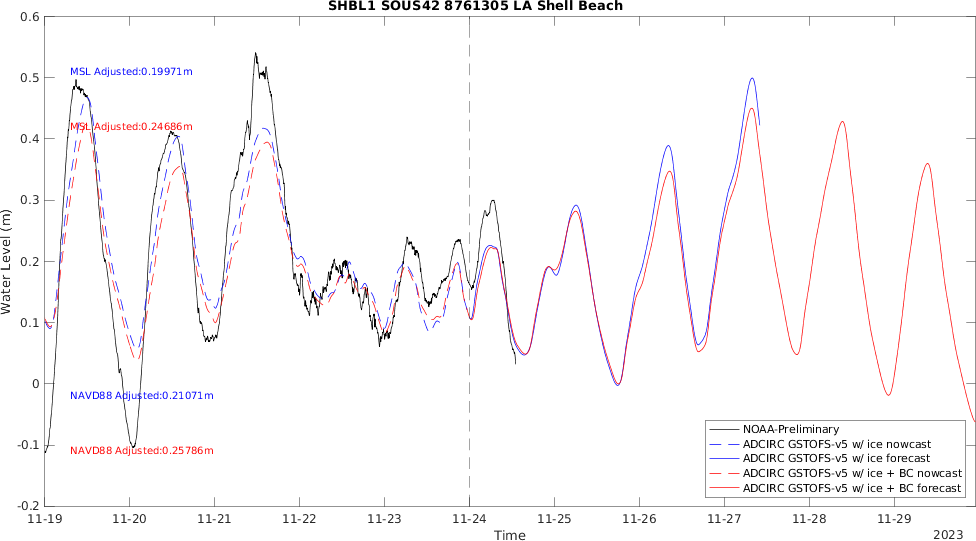 SHBL1 SOUS42 8761305 LA Shell Beach
0.6
0.5
0.4
0.3
0.2
0.1
0
-0.1
-0.2
Water Level (m)
MSL Adjusted:0.19971m
MSL Adjusted:0.24686m
NAVD88 Adjusted:0.21071m
NAVD88 Adjusted:0.25786m
NOAA-Preliminary
ADCIRC GSTOFS-v5 w/ ice nowcast
ADCIRC GSTOFS-v5 w/ ice forecast
ADCIRC GSTOFS-v5 w/ ice + BC nowcast
ADCIRC GSTOFS-v5 w/ ice + BC forecast
11-19 11-20 11-21 11-22 11-23 11-24 11-25 11-26 11-27 11-28 11-29
Time
2023